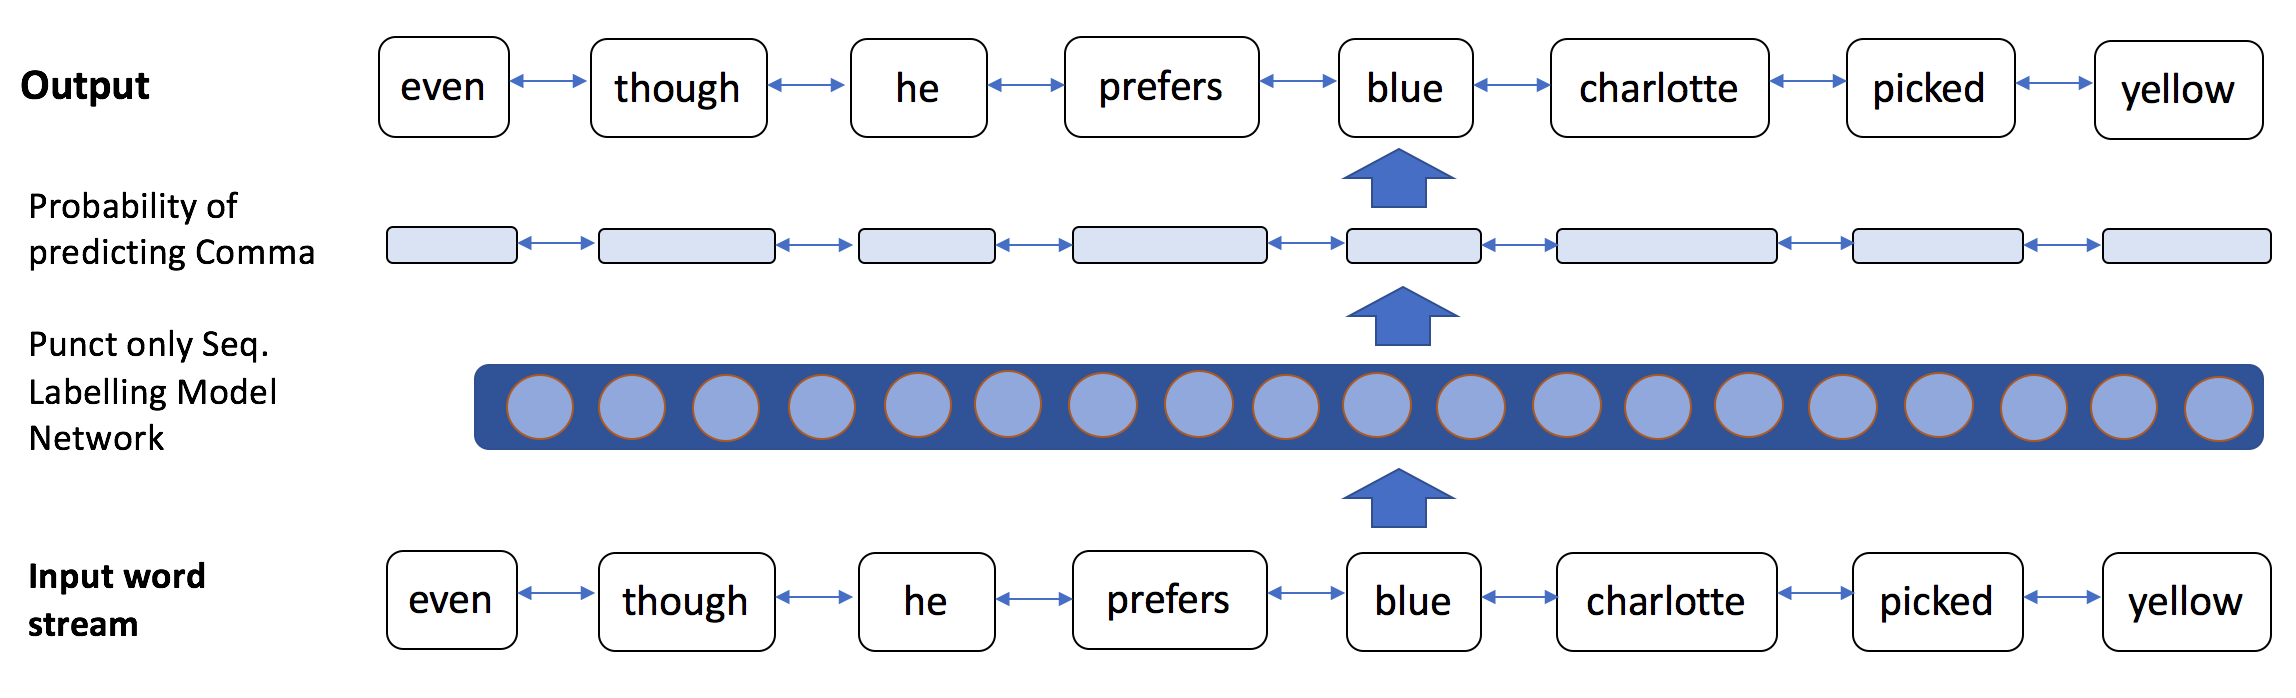 Output
even though he prefers blue charlotte picked yellow
Probability of
predicting Comma
Punct only Seq.
Labelling Model
Network
Input word
stream
even though he prefers blue charlotte picked yellow